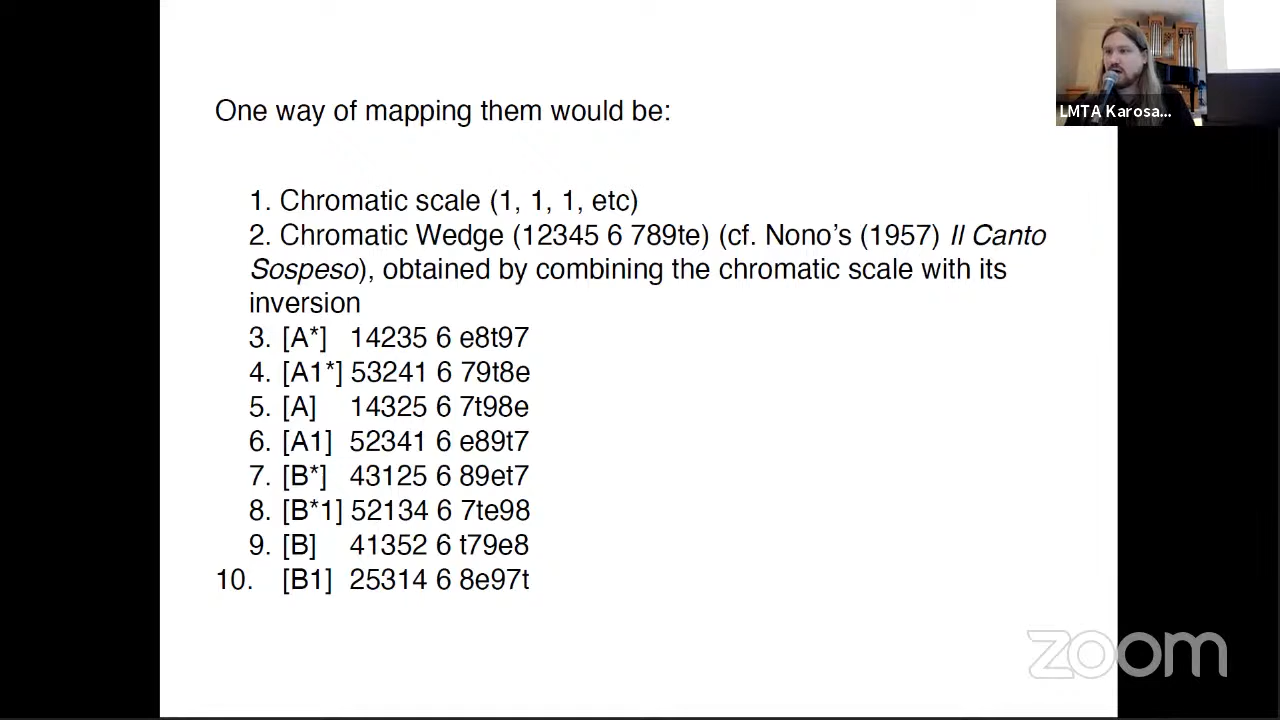 One way of mapping them would be:
LMTA Karosa...
1. Chromatic scale (1, 1, 1, etc)
2. Chromatic Wedge (12345 6 789te) (cf. Nono's (1957) Il Canto
Sospeso), obtained by combining the chromatic scale with its
inversion
3. [A*] 14235 6 e8t97
4. [A1*] 53241 6 79t8e
5. [A] 14325 6 7t98e
6. [A1] 52341 6 e89t7
7. [B*] 43125 6 89et7
8. [B*1] 52134 6 7te98
9. [B] 41352 6 t79e8
10. [B1] 25314 6 8e97t
zoom